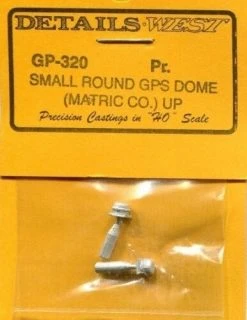 DETAILS WEST
GP-320 Pr.
SMALL ROUND GPS DOME
(MATRIC CO.) UP
Precision Castings in "HO" Scale